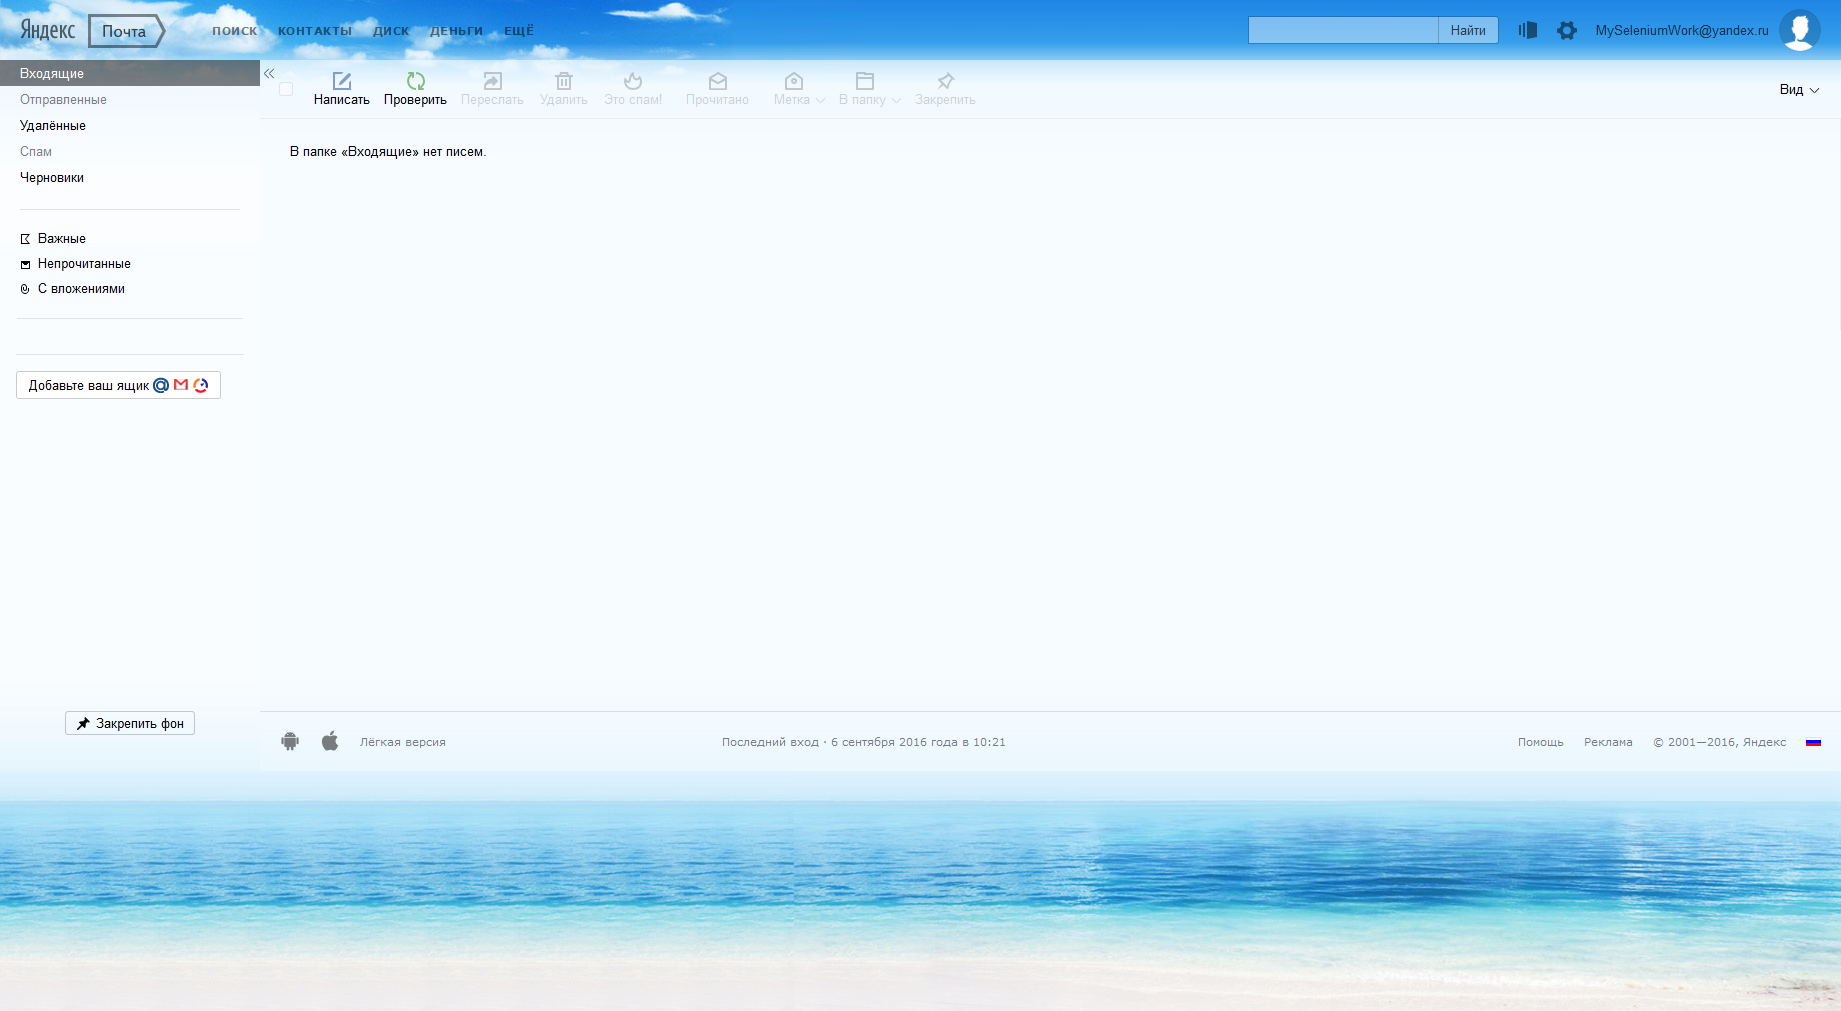 Яндекс Почта ПОИСК КОНТАКТЫ ДИСК ДЕНЬГИ ЕЩЁ Найти MySeleniumWork@yandex.ru
Входящие
Отправленные
Удалённые
Спам
Черновики
Важные
Непрочитанные
С вложениями
Добавьте ваш ящик
Закрепить фон
Написать Проверить Переслать Удалить Это спам! Прочитано Метка В папку Закрепить Вид
В папке «Входящие» нет писем.
Лёгкая версия Последний вход · 6 сентября 2016 года в 10:21 Помощь Реклама © 2001—2016, Яндекс